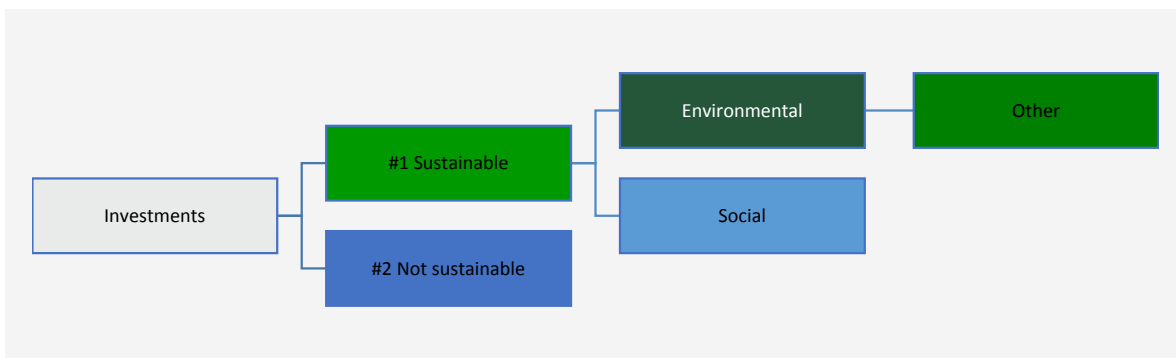 Investments
#1 Sustainable
#2 Not sustainable
Environmental
Social
Other